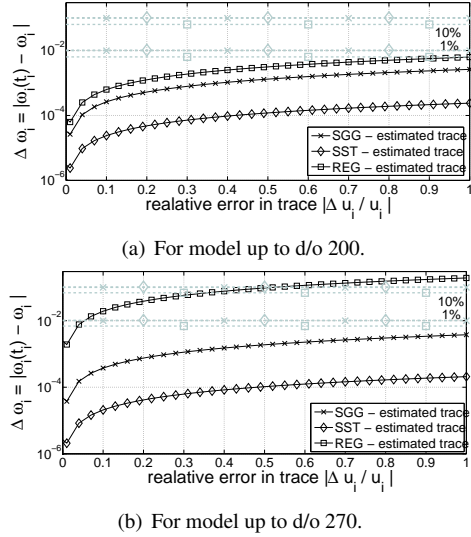 10⁻²
10⁻⁴
10⁻⁶
Δ ω_i = |ω_i(t_i) − ω_i|
10%
1%
SGG − estimated trace
SST − estimated trace
REG − estimated trace
0 0.1 0.2 0.3 0.4 0.5 0.6 0.7 0.8 0.9 1
realative error in trace |Δ u_i / u_i|
(a) For model up to d/o 200.
10⁻²
10⁻⁴
10⁻⁶
Δ ω_i = |ω_i(t_i) − ω_i|
10%
1%
SGG − estimated trace
SST − estimated trace
REG − estimated trace
0 0.1 0.2 0.3 0.4 0.5 0.6 0.7 0.8 0.9 1
realative error in trace |Δ u_i / u_i|
(b) For model up to d/o 270.